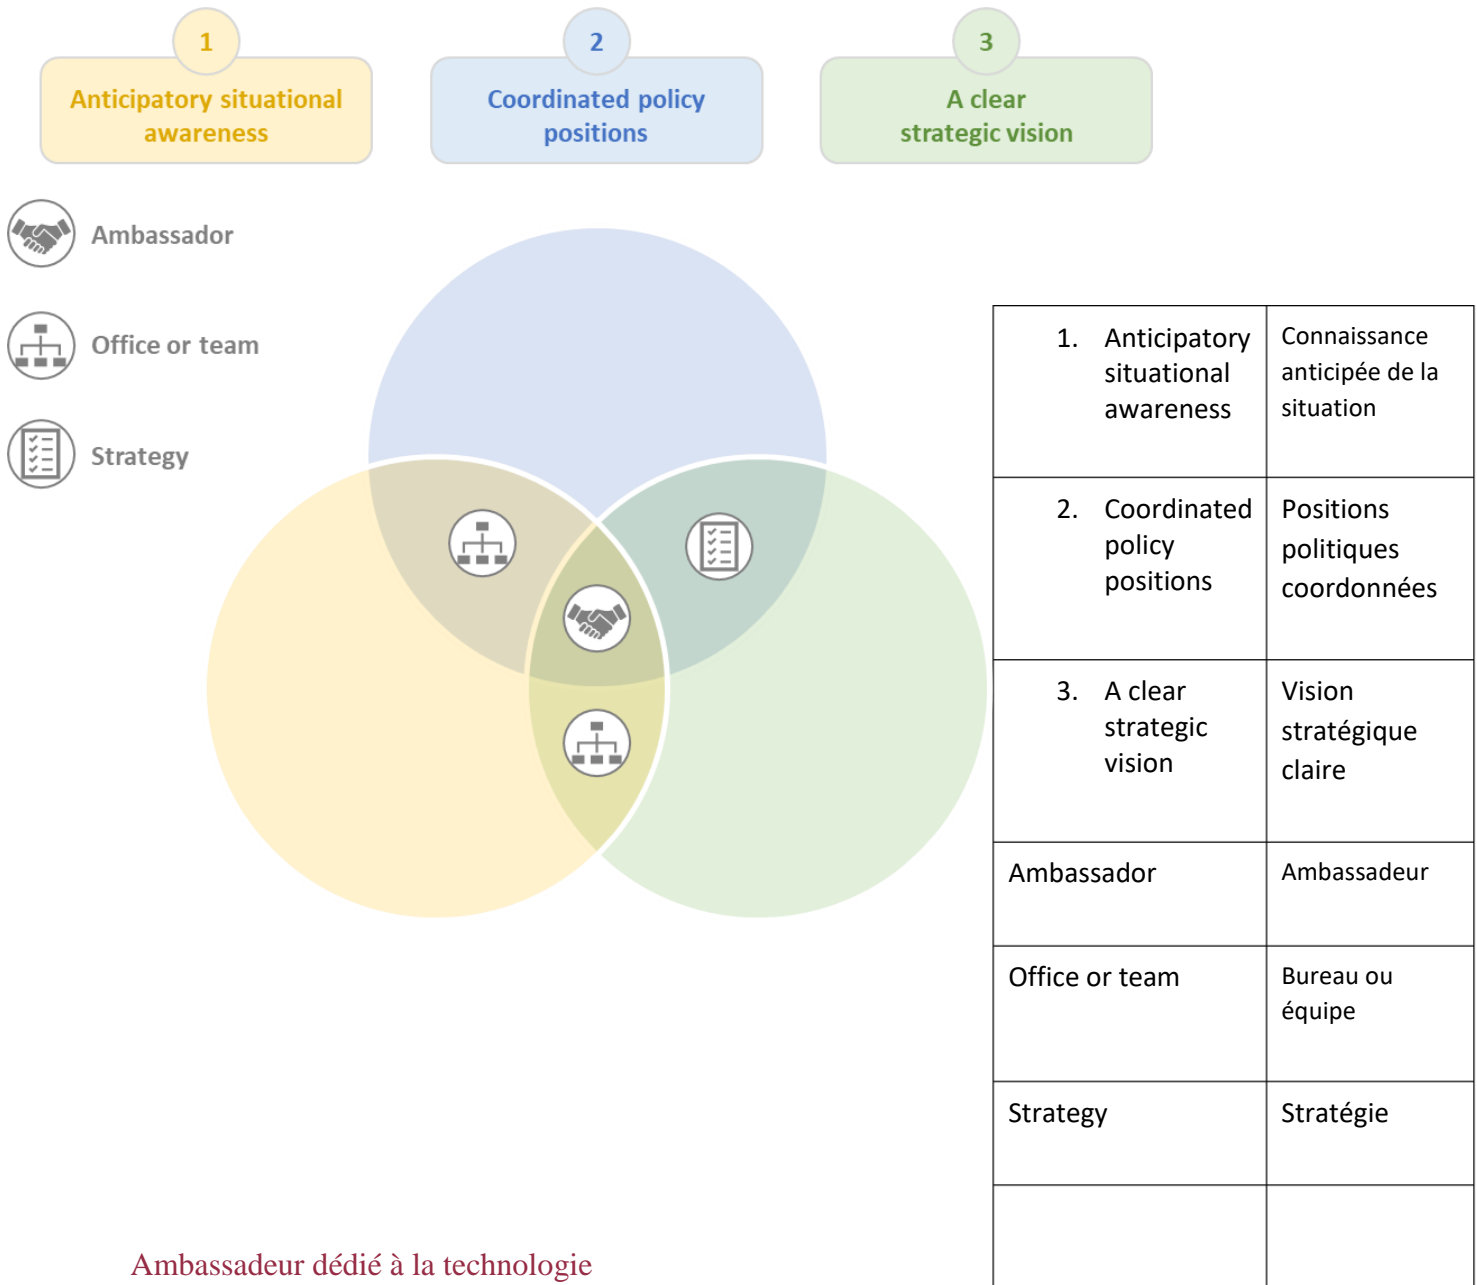 1
Anticipatory situational
awareness
2
Coordinated policy
positions
3
A clear
strategic vision
Ambassador
Office or team
Strategy
1. Anticipatory
situational
awareness
Connaissance
anticipée de la
situation
2. Coordinated
policy
positions
Positions
politiques
coordonnées
3. A clear
strategic
vision
Vision
stratégique
claire
Ambassador
Ambassadeur
Office or team
Bureau ou
équipe
Strategy
Stratégie
Ambassadeur dédié à la technologie